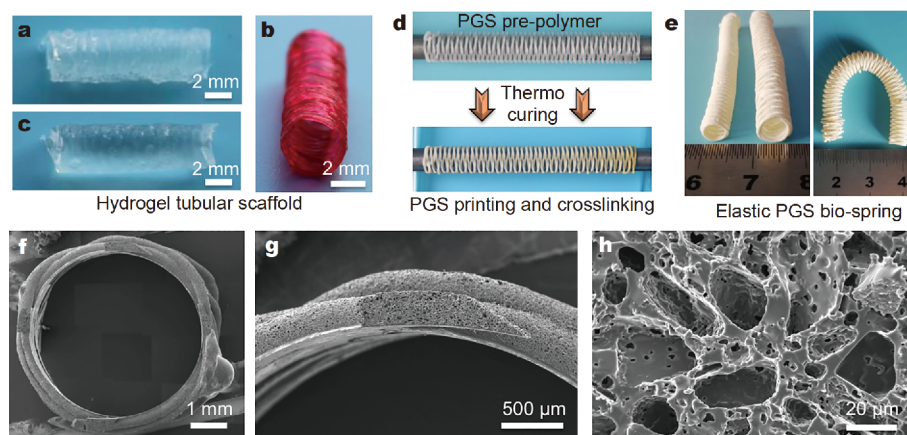 a
2 mm
b
2 mm
c
2 mm
Hydrogel tubular scaffold
d
PGS pre-polymer
Thermo
curing
PGS printing and crosslinking
e
6 7 8
2 3 4
Elastic PGS bio-spring
f
1 mm
g
500 µm
h
20 µm